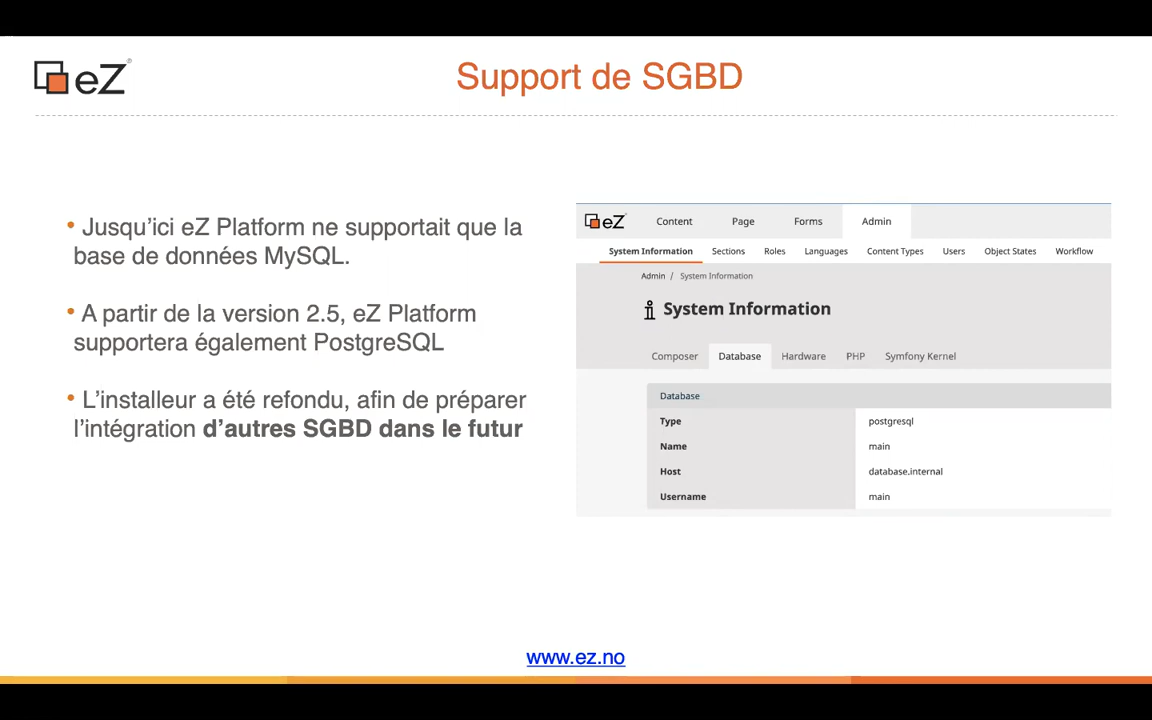 eZ®
Support de SGBD
• Jusqu’ici eZ Platform ne supportait que la
base de données MySQL.
• A partir de la version 2.5, eZ Platform
supportera également PostgreSQL
• L’installeur a été refondu, afin de préparer
l’intégration d’autres SGBD dans le futur
eZ Content Page Forms Admin
System Information Sections Roles Languages Content Types Users Object States Workflow
Admin / System Information
System Information
Composer Database Hardware PHP Symfony Kernel
Database
Type postgresql
Name main
Host database.internal
Username main
www.ez.no